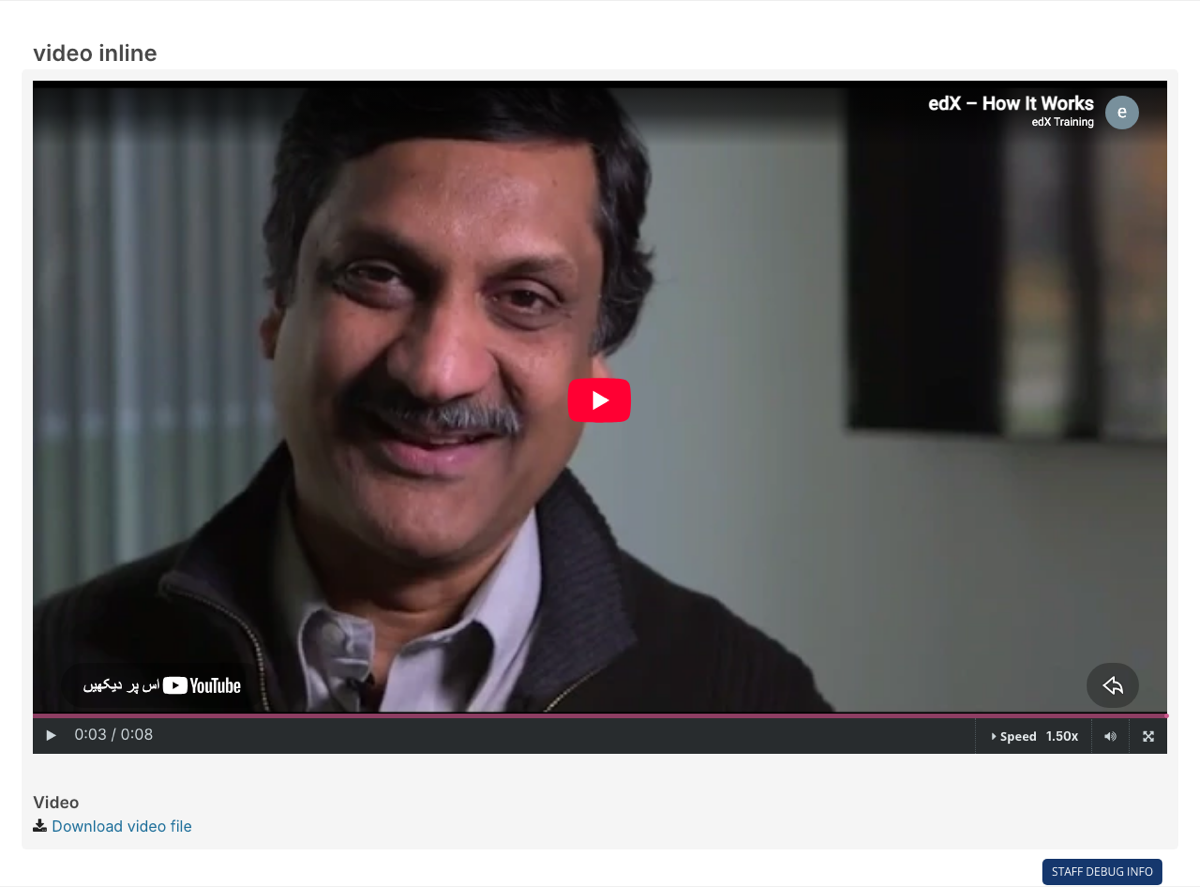 video inline
edX – How It Works
edX Training
e
اس پر دیکھیں YouTube
0:03 / 0:08
Speed 1.50x
Video
Download video file
STAFF DEBUG INFO